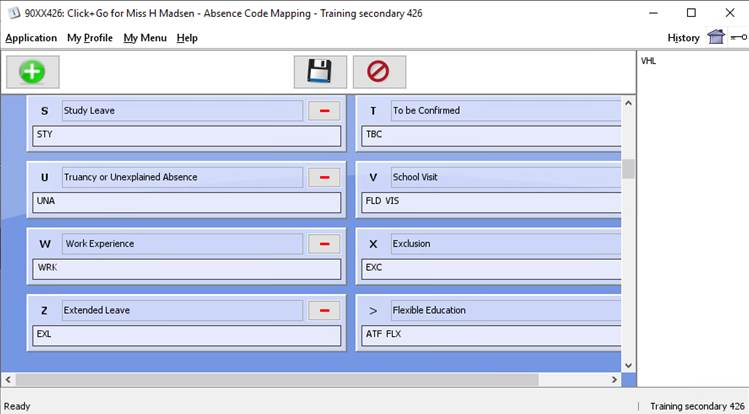 90XX426: Click+Go for Miss H Madsen - Absence Code Mapping - Training secondary 426
Application My Profile My Menu Help History
VHL
S Study Leave
STY
T To be Confirmed
TBC
U Truancy or Unexplained Absence
UNA
V School Visit
FLD VIS
W Work Experience
WRK
X Exclusion
EXC
Z Extended Leave
EXL
> Flexible Education
ATF FLX
Ready Training secondary 426